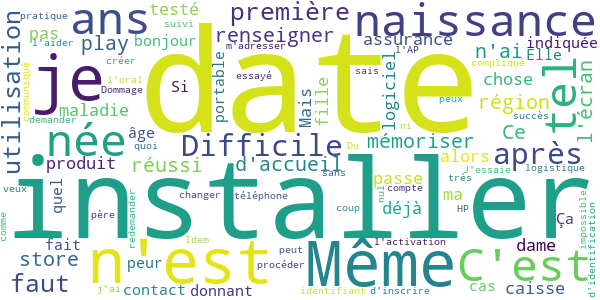 pratique ans testé première naissance
suivi
pas play bonjour renseigner assurance n'ai indiquée
l'aider m'adresser l'AP Elle
utilisation communique je créer l'oral Dommage Si essayé portable date Mais fille logiciel sais compliqué chose tel l'écran
maladie région
demander née âge quoi Difficile Du mémoriser peux ni Ce succès après
produit réussi d'accueil alors
veux quel installer sans passe très J'essaie logistique
comme père redemander changer téléphone coup nul déjà compte ma HP Ça impossible d'identification
fait Idem n'est peut Même l'activation C'est dame
store peur procéder cas
faut j'ai contact donnant identifiant d'inscrire caisse